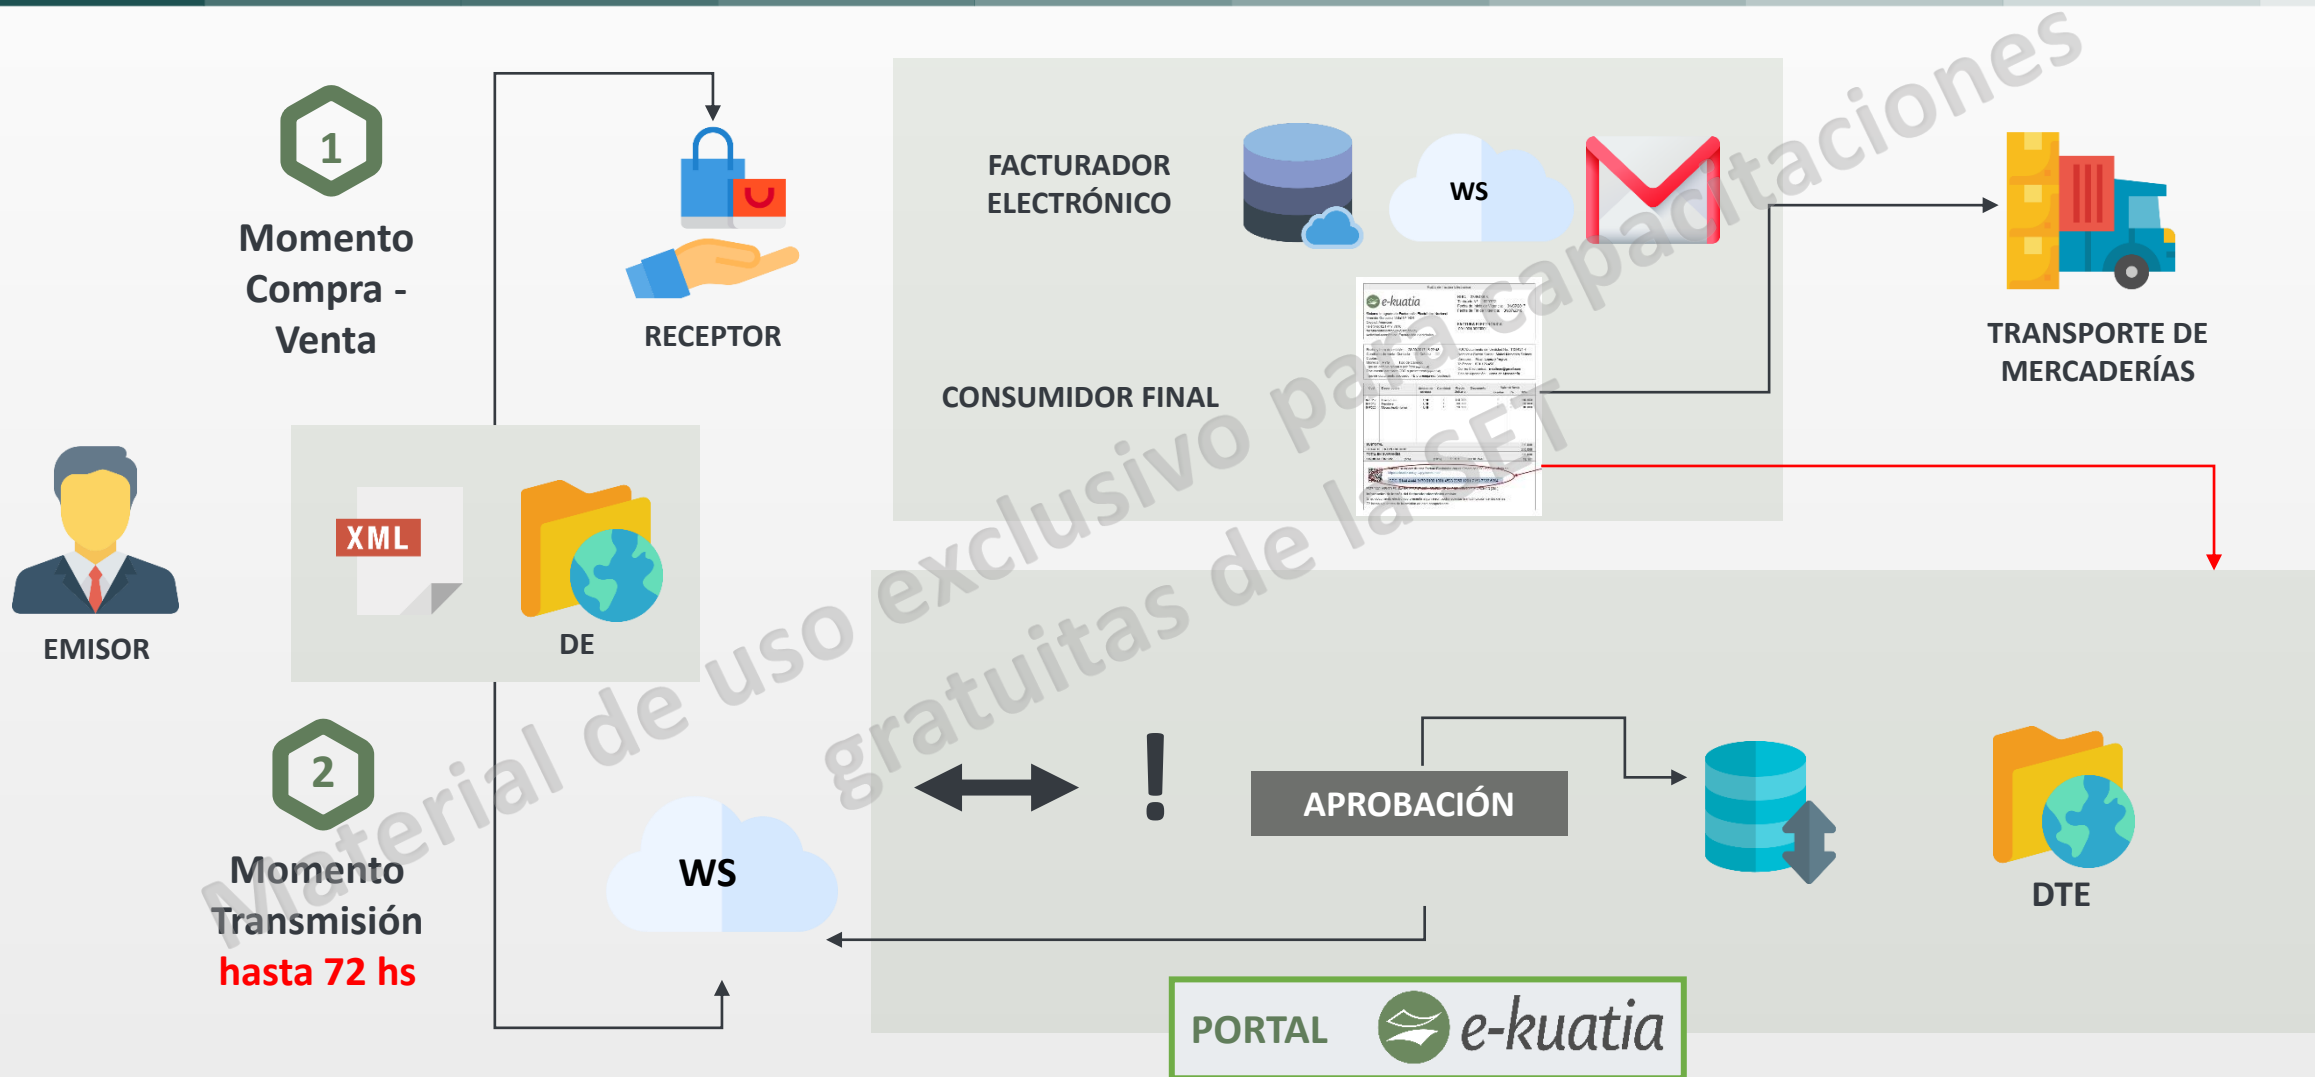 1
Momento
Compra -
Venta
RECEPTOR
FACTURADOR
ELECTRÓNICO
WS
CONSUMIDOR FINAL
e-kuatia
TRANSPORTE DE
MERCADERÍAS
EMISOR
XML
DE
2
Momento
Transmisión
hasta 72 hs
WS
!
APROBACIÓN
DTE
PORTAL
e-kuatia
Material de uso exclusivo para capacitaciones
gratuitas de la SET